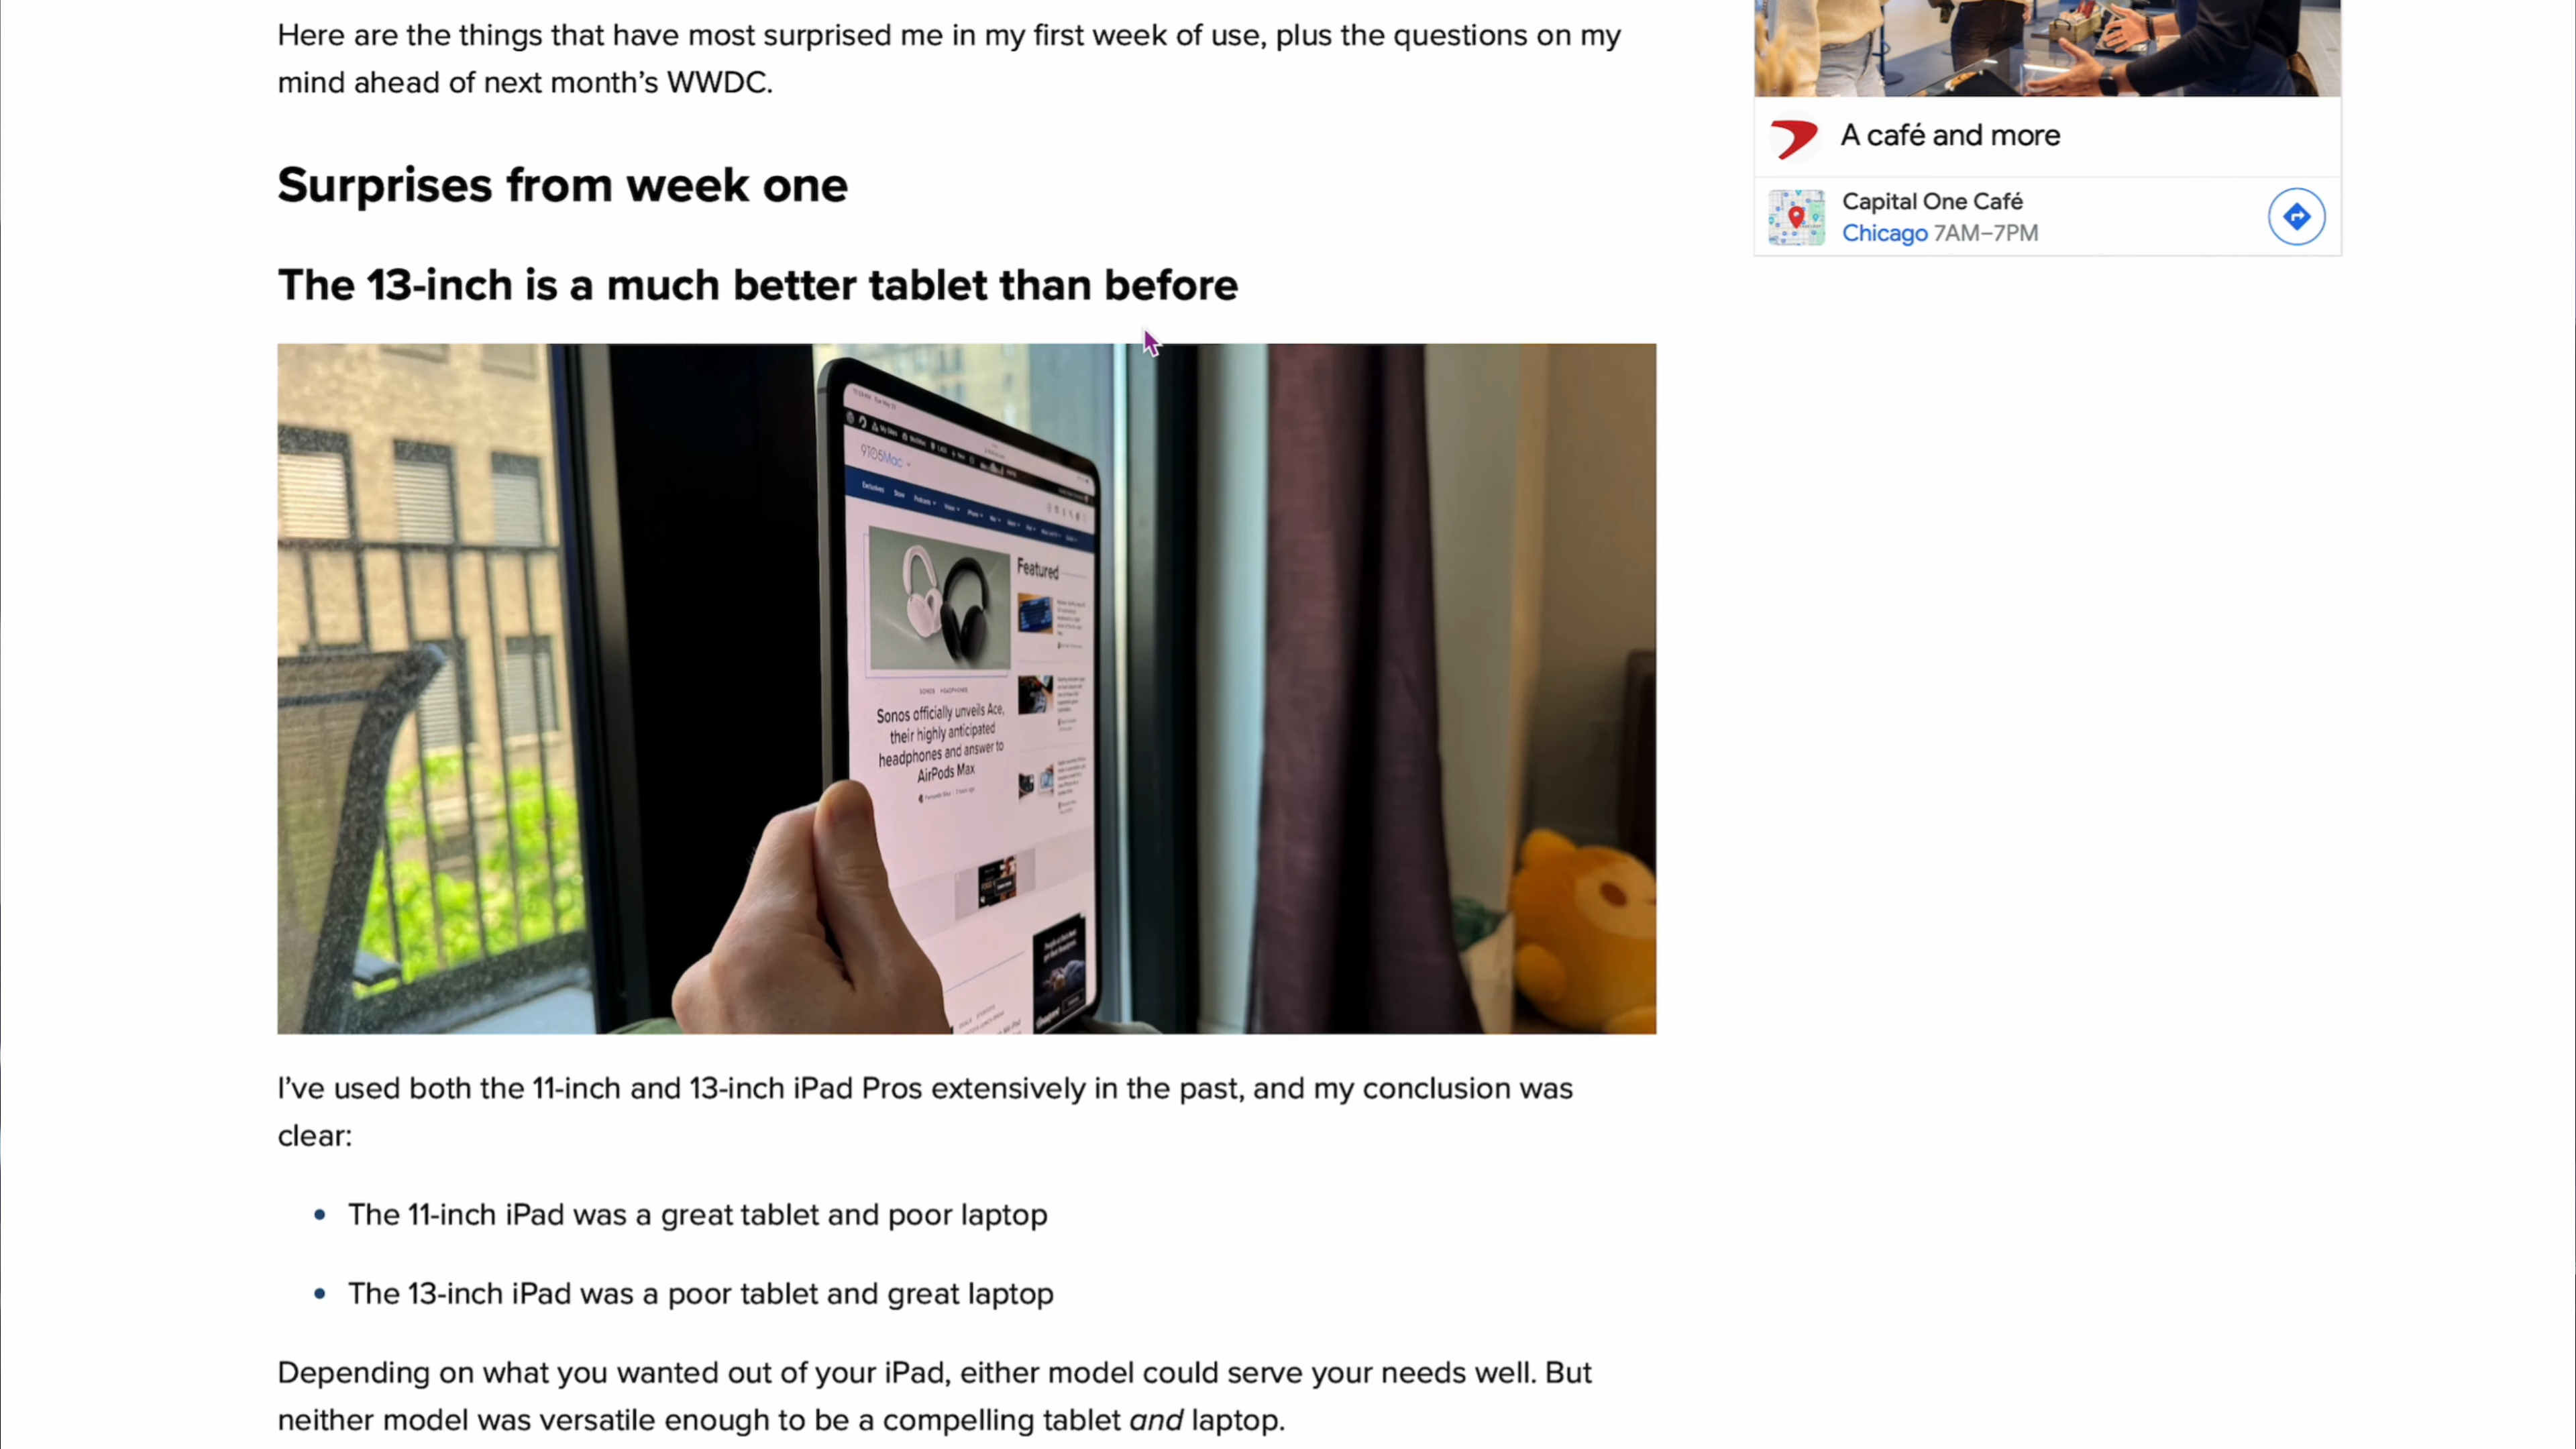 Here are the things that have most surprised me in my first week of use, plus the questions on my
mind ahead of next month's WWDC.
Surprises from week one
The 13-inch is a much better tablet than before
A café and more
Capital One Café
Chicago 7AM–7PM
9TO5Mac
Exclusives Store Podcasts
Featured
SONOS HEADPHONES
Sonos officially unveils Ace,
their highly anticipated
headphones and answer to
AirPods Max
I've used both the 11-inch and 13-inch iPad Pros extensively in the past, and my conclusion was
clear:
• The 11-inch iPad was a great tablet and poor laptop
• The 13-inch iPad was a poor tablet and great laptop
Depending on what you wanted out of your iPad, either model could serve your needs well. But
neither model was versatile enough to be a compelling tablet and laptop.